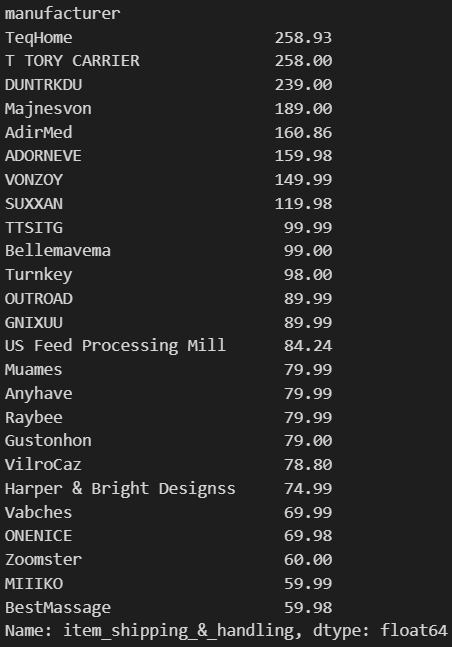 manufacturer
TeqHome 258.93
T TORY CARRIER 258.00
DUNTRKDU 239.00
Majnesvon 189.00
AdirMed 160.86
ADORNEVE 159.98
VONZOY 149.99
SUXXAN 119.98
TTSITG 99.99
Bellemavema 99.00
Turnkey 98.00
OUTROAD 89.99
GNIXUU 89.99
US Feed Processing Mill 84.24
Muames 79.99
Anyhave 79.99
Raybee 79.99
Gustonhon 79.00
VilroCaz 78.80
Harper & Bright Designss 74.99
Vabches 69.99
ONENICE 69.98
Zoomster 60.00
MIIIKO 59.99
BestMassage 59.98
Name: item_shipping_&_handling, dtype: float64